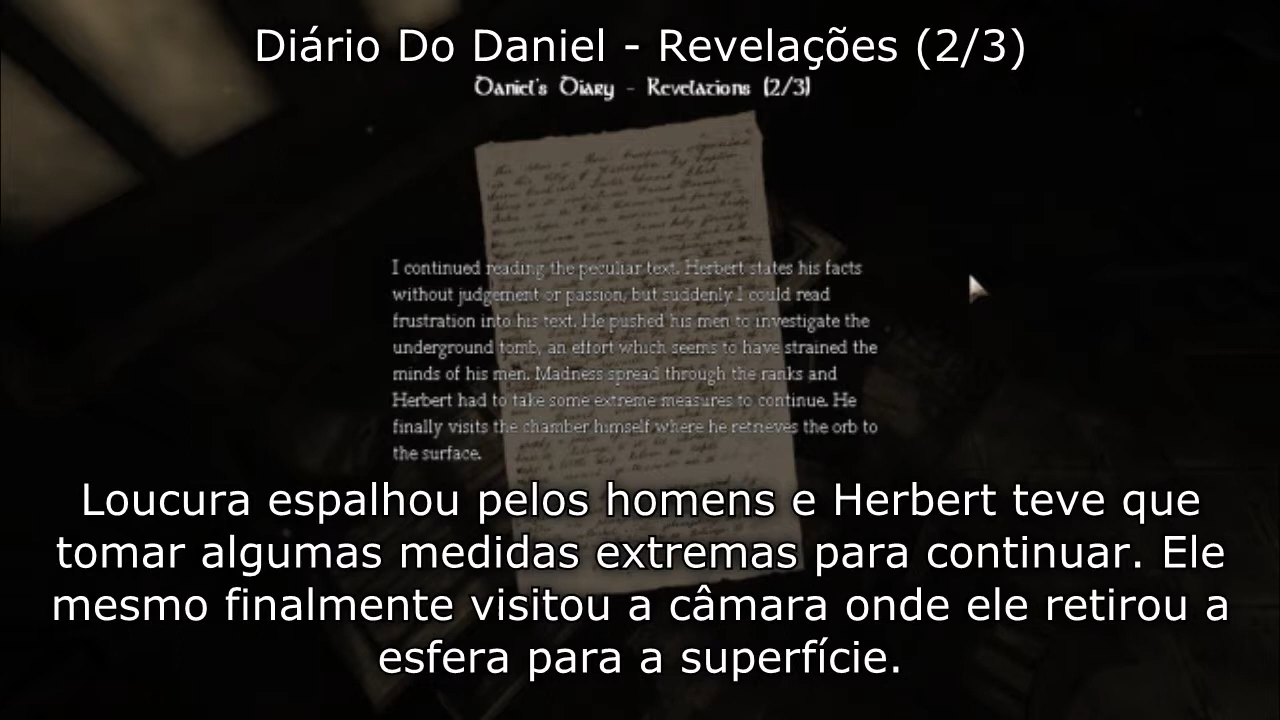 Diário Do Daniel - Revelações (2/3)
Daniel's Diary - Revelations (2/3)
I continued reading the peculiar text. Herbert states his facts
without judgement or passion, but suddenly I could read
frustration into his text. He pushed his men to investigate the
underground tomb, an effort which seems to have strained the
minds of his men. Madness spread through the ranks and
Herbert had to take some extreme measures to continue. He
finally visits the chamber himself where he retrieves the orb to
the surface.
Loucura espalhou pelos homens e Herbert teve que
tomar algumas medidas extremas para continuar. Ele
mesmo finalmente visitou a câmara onde ele retirou a
esfera para a superfície.